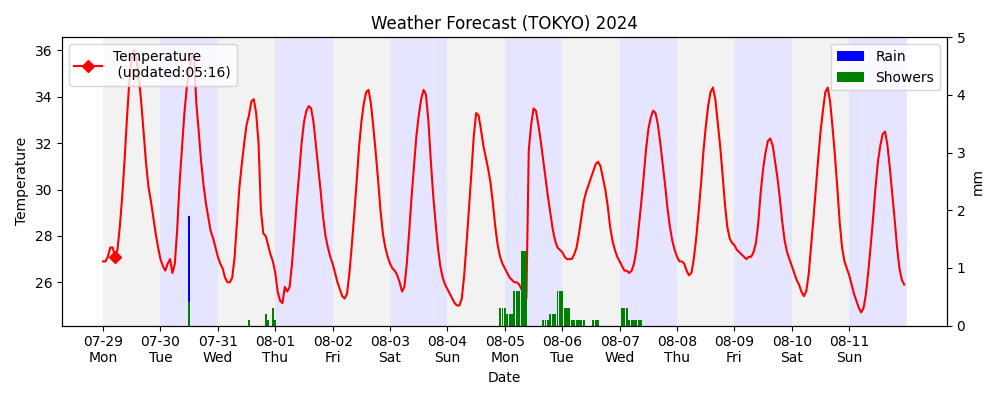 Weather Forecast (TOKYO) 2024
Temperature
(updated:05:16)
Rain
Showers
Temperature
36
34
32
30
28
26
5
4
3
2
1
0
mm
07-29 07-30 07-31 08-01 08-02 08-03 08-04 08-05 08-06 08-07 08-08 08-09 08-10 08-11
Mon Tue Wed Thu Fri Sat Sun Mon Tue Wed Thu Fri Sat Sun
Date